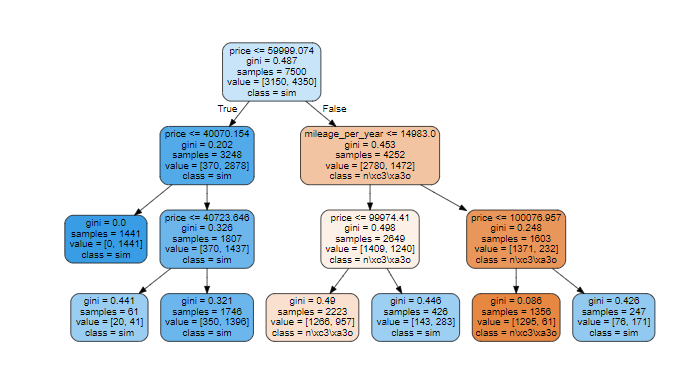 price <= 59999.074
gini = 0.487
samples = 7500
value = [3150, 4350]
class = sim
True
False
price <= 40070.154
gini = 0.202
samples = 3248
value = [370, 2878]
class = sim
mileage_per_year <= 14983.0
gini = 0.453
samples = 4252
value = [2780, 1472]
class = n\xc3\xa3o
gini = 0.0
samples = 1441
value = [0, 1441]
class = sim
price <= 40723.646
gini = 0.326
samples = 1807
value = [370, 1437]
class = sim
price <= 99974.41
gini = 0.498
samples = 2649
value = [1409, 1240]
class = n\xc3\xa3o
price <= 100076.957
gini = 0.248
samples = 1603
value = [1371, 232]
class = n\xc3\xa3o
gini = 0.441
samples = 61
value = [20, 41]
class = sim
gini = 0.321
samples = 1746
value = [350, 1396]
class = sim
gini = 0.49
samples = 2223
value = [1266, 957]
class = n\xc3\xa3o
gini = 0.446
samples = 426
value = [143, 283]
class = sim
gini = 0.086
samples = 1356
value = [1295, 61]
class = n\xc3\xa3o
gini = 0.426
samples = 247
value = [76, 171]
class = sim